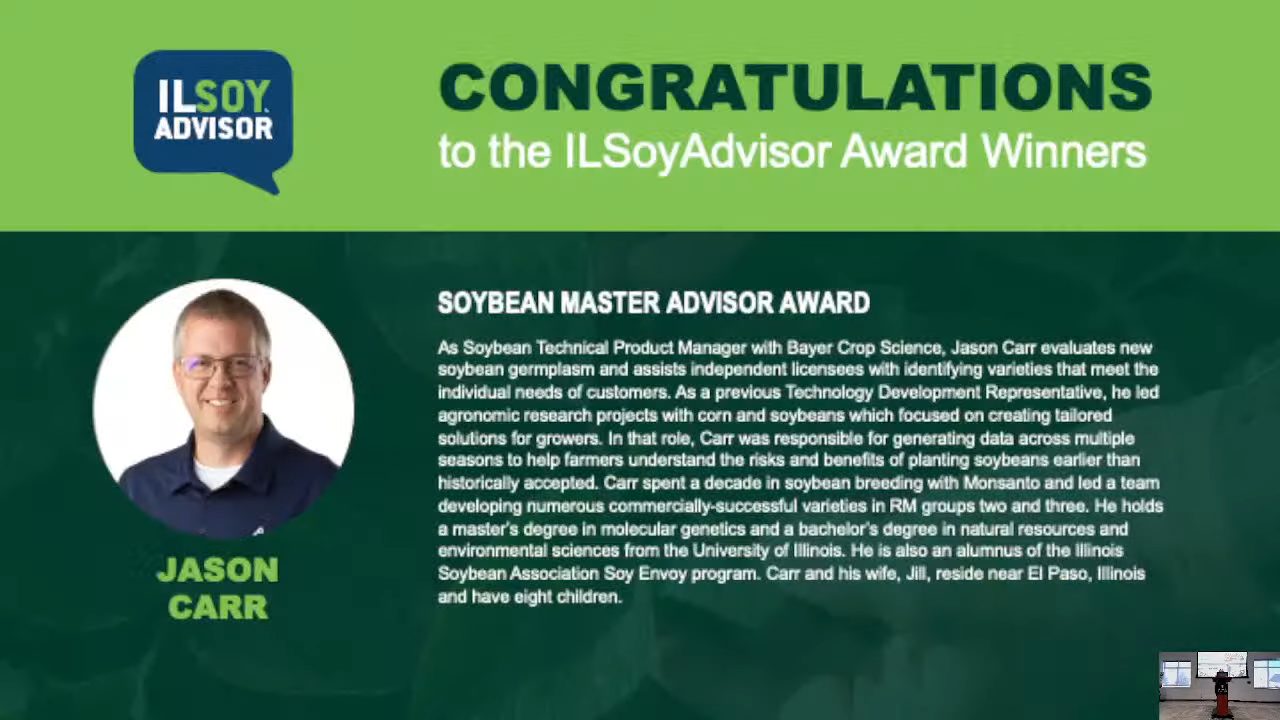 ILSOY
ADVISOR
CONGRATULATIONS
to the ILSoyAdvisor Award Winners
SOYBEAN MASTER ADVISOR AWARD
As Soybean Technical Product Manager with Bayer Crop Science, Jason Carr evaluates new
soybean germplasm and assists independent licensees with identifying varieties that meet the
individual needs of customers. As a previous Technology Development Representative, he led
agronomic research projects with corn and soybeans which focused on creating tailored
solutions for growers. In that role, Carr was responsible for generating data across multiple
seasons to help farmers understand the risks and benefits of planting soybeans earlier than
historically accepted. Carr spent a decade in soybean breeding with Monsanto and led a team
developing numerous commercially-successful varieties in RM groups two and three. He holds
a master's degree in molecular genetics and a bachelor's degree in natural resources and
environmental sciences from the University of Illinois. He is also an alumnus of the Illinois
Soybean Association Soy Envoy program. Carr and his wife, Jill, reside near El Paso, Illinois
and have eight children.
JASON
CARR